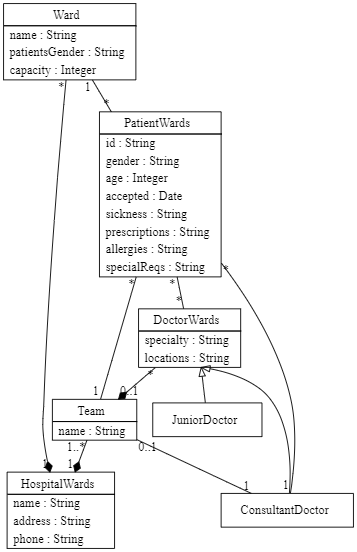 Ward
name : String
patientsGender : String
capacity : Integer
*
1
*
PatientWards
id : String
gender : String
age : Integer
accepted : Date
sickness : String
prescriptions : String
allergies : String
specialReqs : String
*
*
*
*
DoctorWards
specialty : String
locations : String
*
1
0..1
Team
name : String
JuniorDoctor
1..*
0..1
1
1
1
1
HospitalWards
name : String
address : String
phone : String
ConsultantDoctor